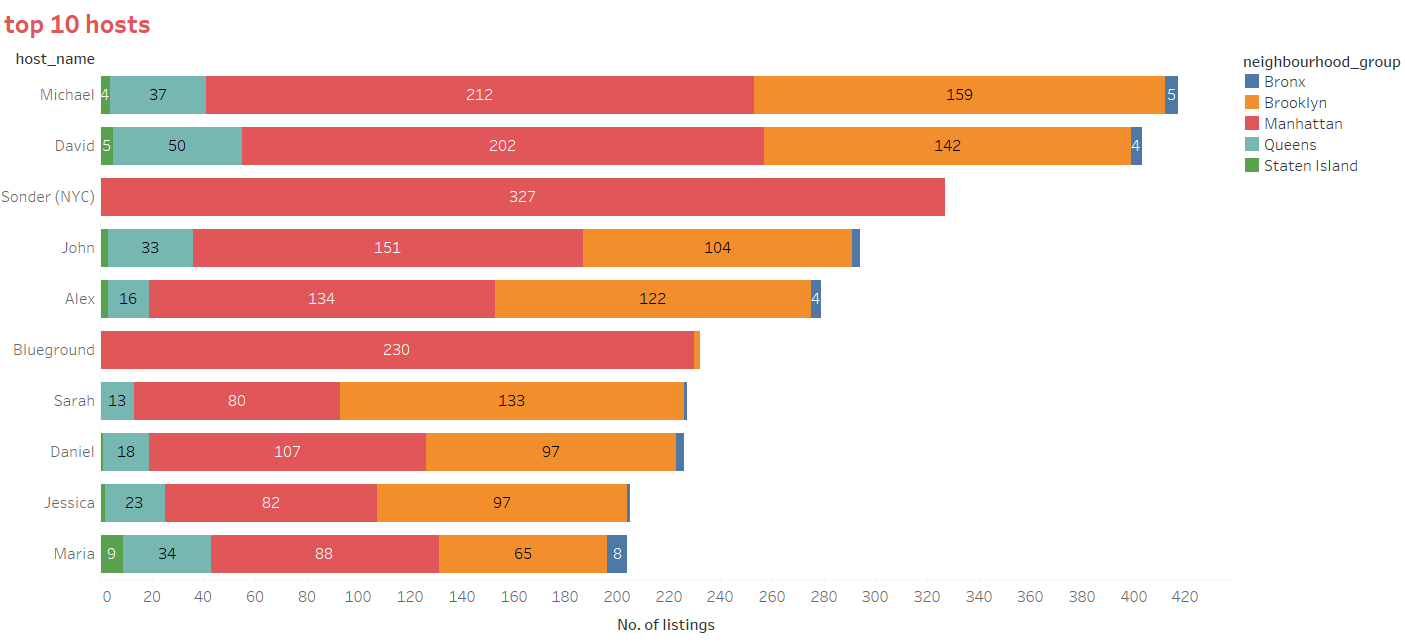 top 10 hosts
host_name
neighbourhood_group
Bronx
Brooklyn
Manhattan
Queens
Staten Island
Michael 4 37 212 159 5
David 5 50 202 142 4
Sonder (NYC) 327
John 33 151 104
Alex 16 134 122 4
Blueground 230
Sarah 13 80 133
Daniel 18 107 97
Jessica 23 82 97
Maria 9 34 88 65 8
0 20 40 60 80 100 120 140 160 180 200 220 240 260 280 300 320 340 360 380 400 420
No. of listings